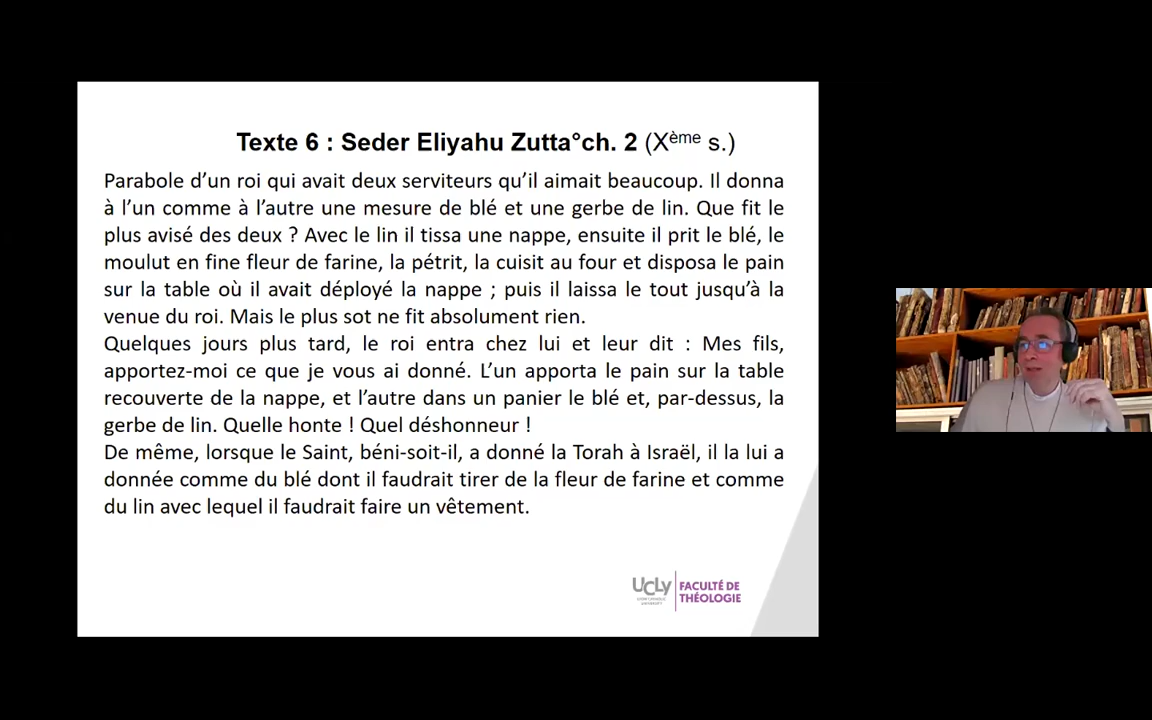 Texte 6 : Seder Eliyahu Zutta°ch. 2 (Xème s.)
Parabole d’un roi qui avait deux serviteurs qu’il aimait beaucoup. Il donna
à l’un comme à l’autre une mesure de blé et une gerbe de lin. Que fit le
plus avisé des deux ? Avec le lin il tissa une nappe, ensuite il prit le blé, le
moulut en fine fleur de farine, la pétrit, la cuisit au four et disposa le pain
sur la table où il avait déployé la nappe ; puis il laissa le tout jusqu’à la
venue du roi. Mais le plus sot ne fit absolument rien.
Quelques jours plus tard, le roi entra chez lui et leur dit : Mes fils,
apportez-moi ce que je vous ai donné. L’un apporta le pain sur la table
recouverte de la nappe, et l’autre dans un panier le blé et, par-dessus, la
gerbe de lin. Quelle honte ! Quel déshonneur !
De même, lorsque le Saint, béni-soit-il, a donné la Torah à Israël, il la lui a
donnée comme du blé dont il faudrait tirer de la fleur de farine et comme
du lin avec lequel il faudrait faire un vêtement.
UCLy
FACULTÉ DE
THÉOLOGIE